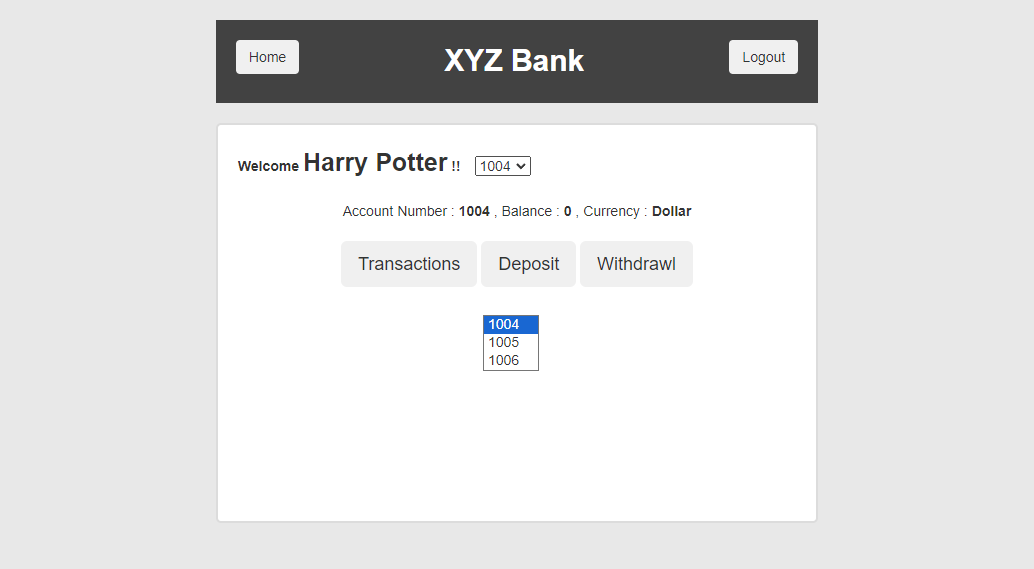 Home XYZ Bank Logout
Welcome Harry Potter !! 1004
Account Number : 1004 , Balance : 0 , Currency : Dollar
Transactions Deposit Withdrawl
1004
1005
1006